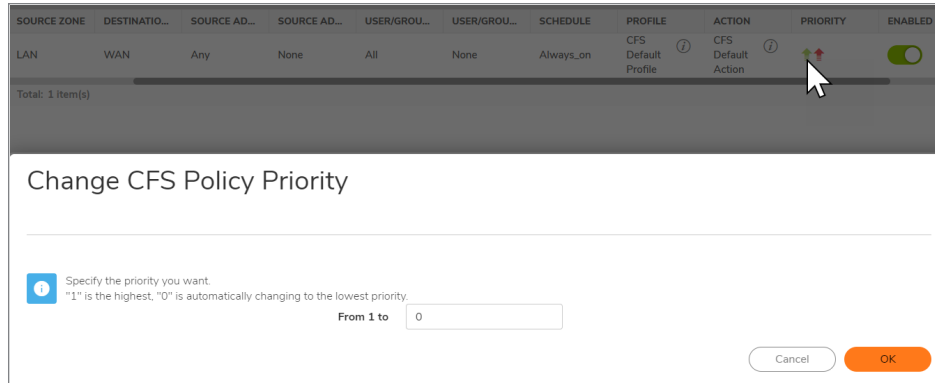 SOURCE ZONE DESTINATIO... SOURCE AD... SOURCE AD... USER/GROU... USER/GROU... SCHEDULE PROFILE ACTION PRIORITY ENABLED
LAN WAN Any None All None Always_on CFS Default Profile CFS Default Action
Total: 1 item(s)
Change CFS Policy Priority
Specify the priority you want.
"1" is the highest, "0" is automatically changing to the lowest priority.
From 1 to 0
Cancel OK